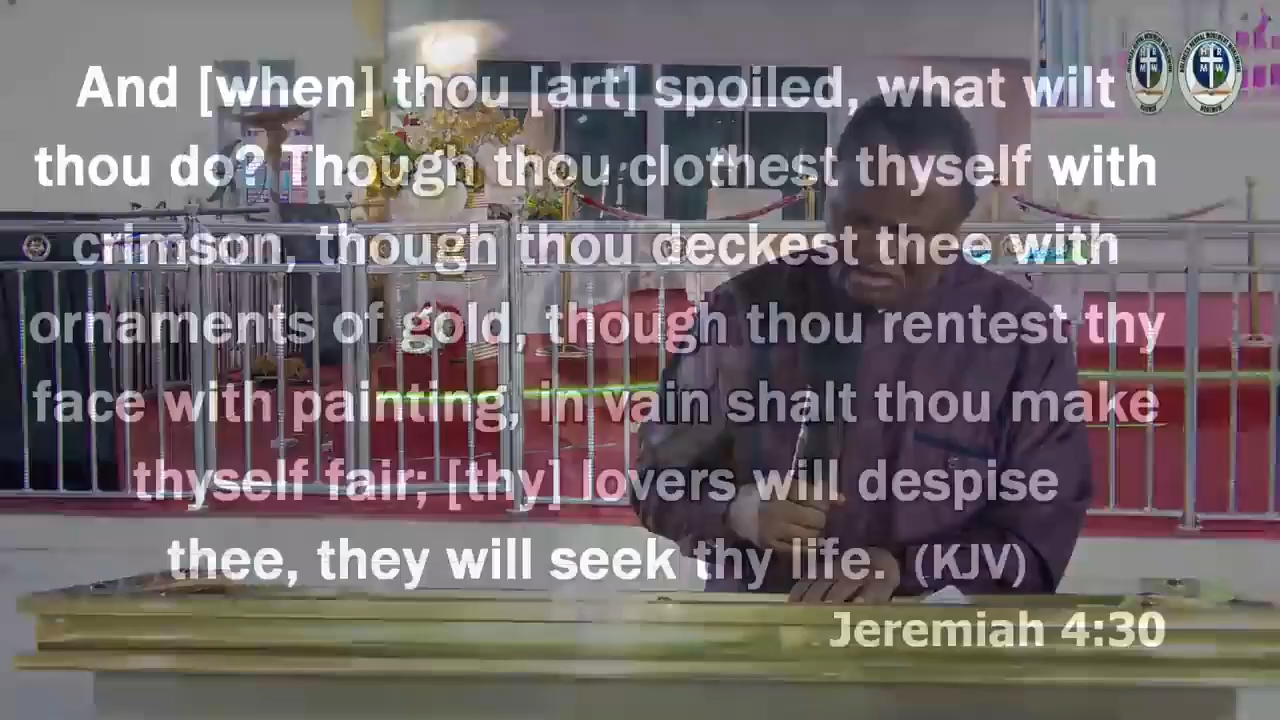 And [when] thou [art] spoiled, what wilt
thou do? Though thou clothest thyself with
crimson, though thou deckest thee with
ornaments of gold, though thou rentest thy
face with painting, in vain shalt thou make
thyself fair; [thy] lovers will despise
thee, they will seek thy life. (KJV)
Jeremiah 4:30